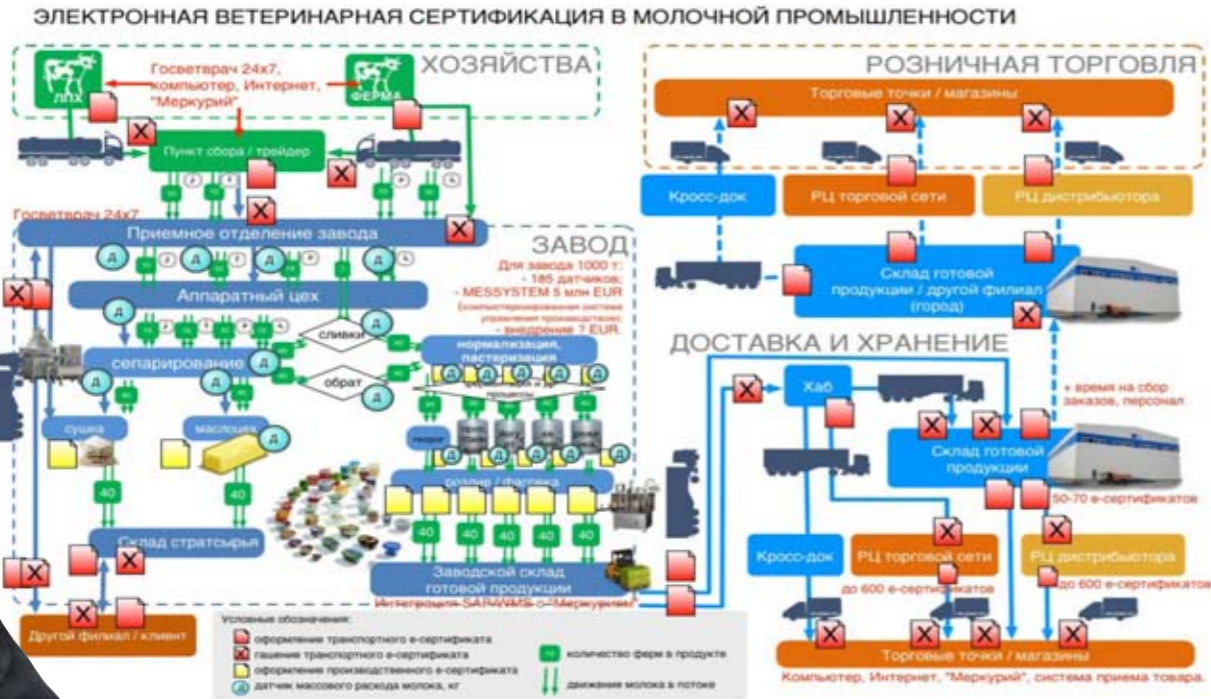 ЭЛЕКТРОННАЯ ВЕТЕРИНАРНАЯ СЕРТИФИКАЦИЯ В МОЛОЧНОЙ ПРОМЫШЛЕННОСТИ
ХОЗЯЙСТВА
ЛПХ
Госветврач 24х7,
компьютер, Интернет,
"Меркурий"
ФЕРМА
Пункт сбора / трейдер
Госветврач 24х7
Приемное отделение завода
ЗАВОД
Для завода 1000 т:
- 185 датчиков;
- MESSYSTEM 5 млн EUR
(компьютеризированная система
управления производством);
- внедрение ? EUR.
Аппаратный цех
сливки
сепарирование
обрат
нормализация,
пастеризация
процессы
сушка
маслоцех
творог
розлив / фасовка
40
40
40
40
40
40
40
Склад стратсырья
Заводской склад
готовой продукции
Интеграция SAP/WMS с "Меркурием"
Другой филиал / клиент
Условные обозначения:
оформление транспортного е-сертификата
гашение транспортного е-сертификата
оформление производственного е-сертификата
Д датчик массового расхода молока, кг
количество ферм в продукте
движения молока в потоке
РОЗНИЧНАЯ ТОРГОВЛЯ
Торговые точки / магазины
Кросс-док
РЦ торговой сети
РЦ дистрибьютора
Склад готовой
продукции / другой филиал
(город)
ДОСТАВКА И ХРАНЕНИЕ
Хаб
+ время на сбор
заказов, персонал
Склад готовой
продукции
50-70 е-сертификатов
Кросс-док
РЦ торговой сети
РЦ дистрибьютора
до 600 е-сертификатов
до 600 е-сертификатов
Торговые точки / магазины
Компьютер, Интернет, "Меркурий", система приема товара.